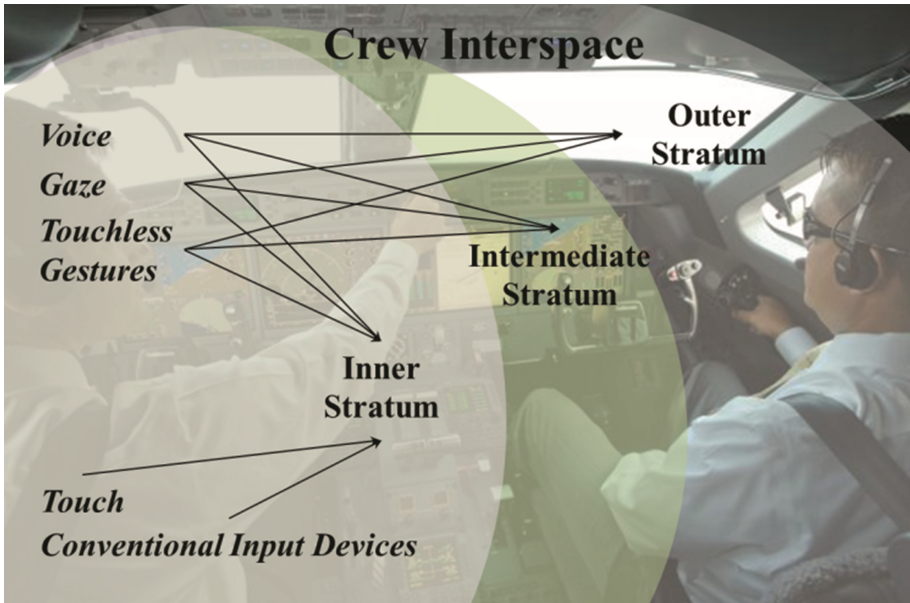 Crew Interspace
Outer
Stratum
Voice
Gaze
Touchless
Gestures
Intermediate
Stratum
Inner
Stratum
Touch
Conventional Input Devices